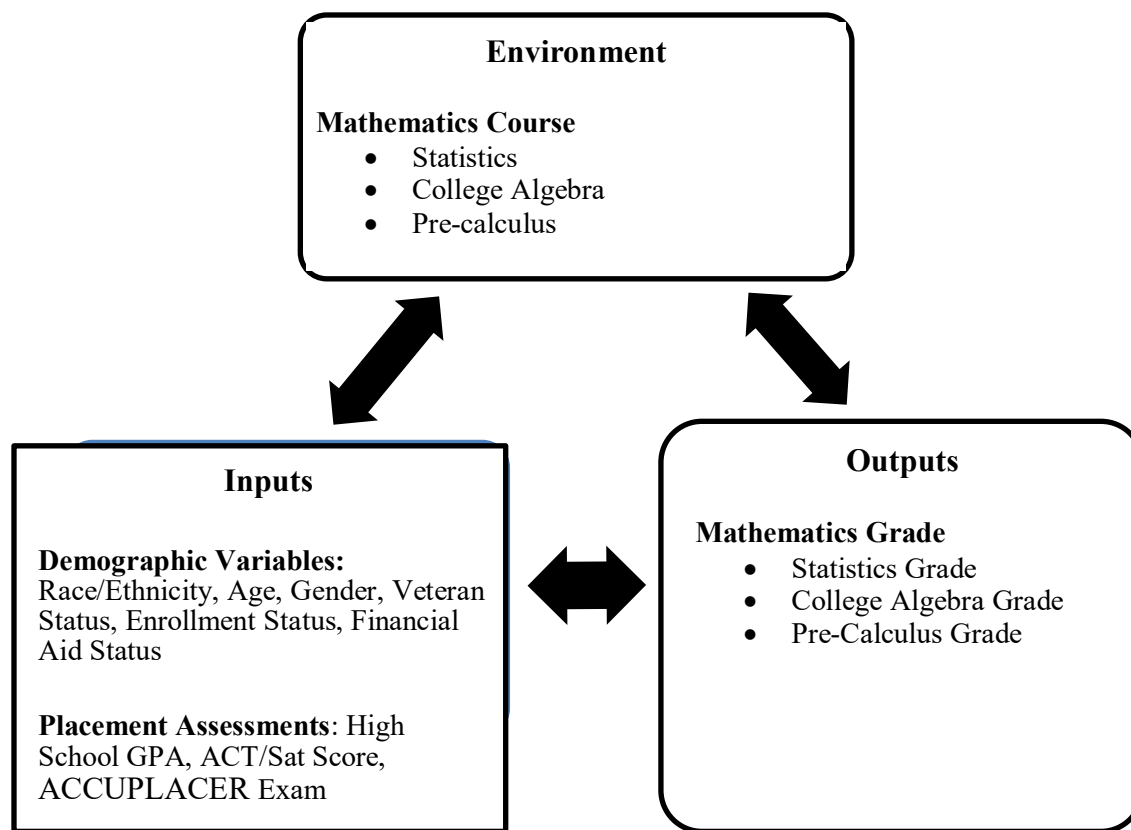 Environment
Mathematics Course
• Statistics
• College Algebra
• Pre-calculus
Inputs
Demographic Variables:
Race/Ethnicity, Age, Gender, Veteran
Status, Enrollment Status, Financial
Aid Status
Placement Assessments: High
School GPA, ACT/Sat Score,
ACCUPLACER Exam
Outputs
Mathematics Grade
• Statistics Grade
• College Algebra Grade
• Pre-Calculus Grade